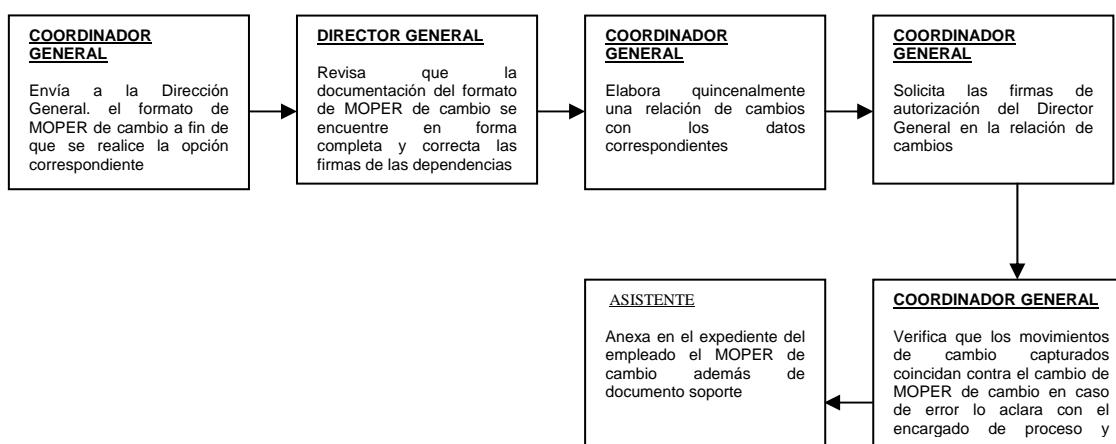 COORDINADOR
GENERAL
Envía a la Dirección
General. el formato de
MOPER de cambio a fin de
que se realice la opción
correspondiente
DIRECTOR GENERAL
Revisa que la
documentación del formato
de MOPER de cambio se
encuentre en forma
completa y correcta las
firmas de las dependencias
COORDINADOR
GENERAL
Elabora quincenalmente
una relación de cambios
con los datos
correspondientes
COORDINADOR
GENERAL
Solicita las firmas de
autorización del Director
General en la relación de
cambios
COORDINADOR GENERAL
Verifica que los movimientos
de cambio capturados
coincidan contra el cambio de
MOPER de cambio en caso
de error lo aclara con el
encargado de proceso y
ASISTENTE
Anexa en el expediente del
empleado el MOPER de
cambio además de
documento soporte